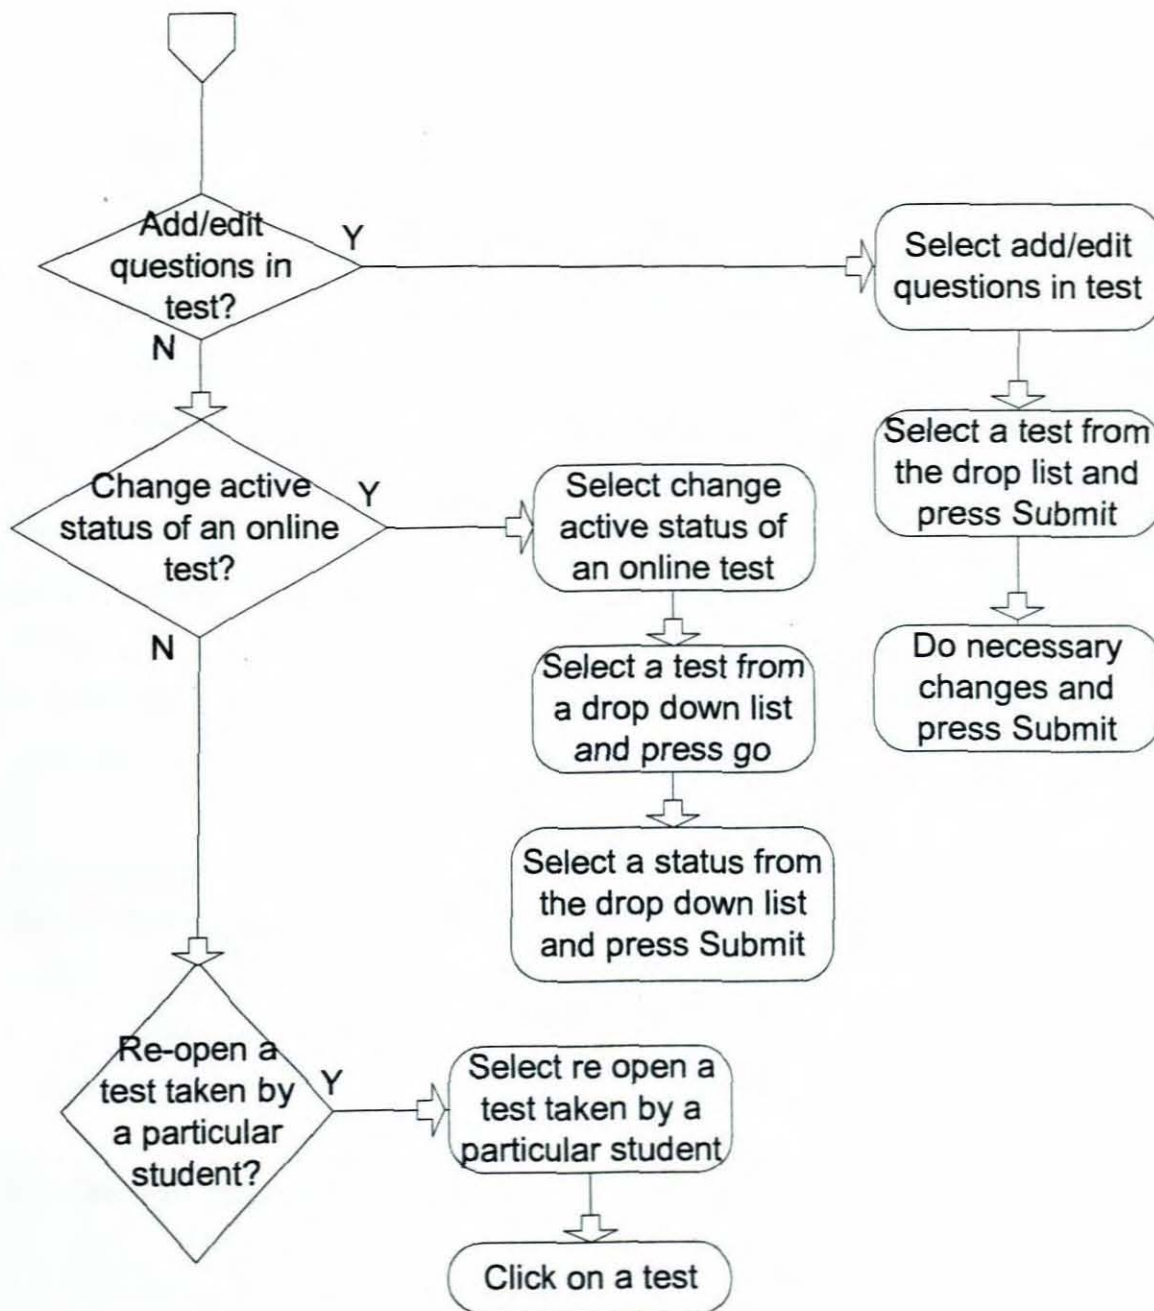 Add/edit
questions in
test?
Y
N
Select add/edit
questions in test
Select a test from
the drop list and
press Submit
Do necessary
changes and
press Submit
Change active
status of an online
test?
Y
N
Select change
active status of
an online test
Select a test from
a drop down list
and press go
Select a status from
the drop down list
and press Submit
Re-open a
test taken by
a particular
student?
Y
Select re open a
test taken by a
particular student
Click on a test